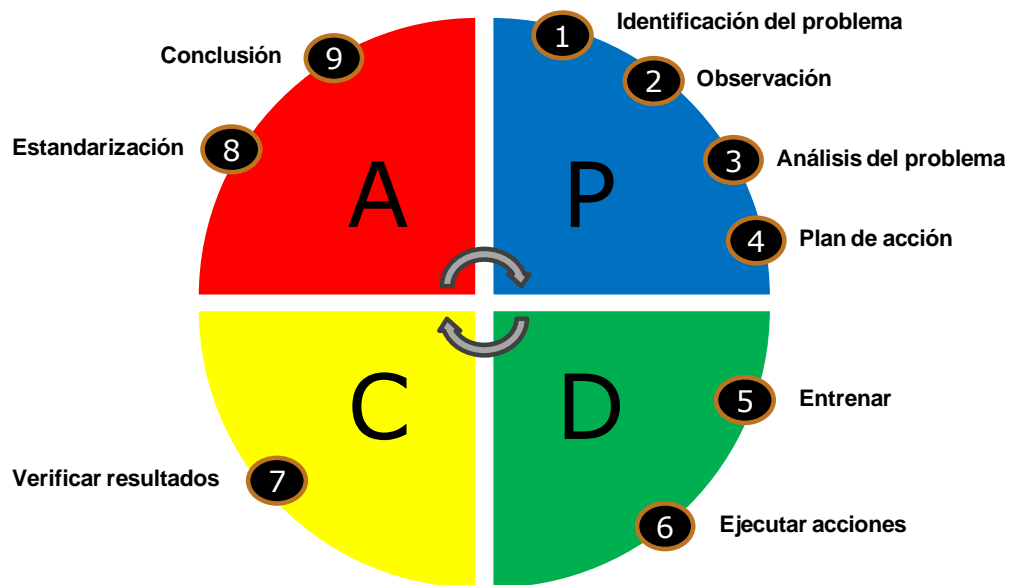 1 Identificación del problema
2 Observación
3 Análisis del problema
4 Plan de acción
P
5 Entrenar
6 Ejecutar acciones
D
7 Verificar resultados
C
8 Estandarización
9 Conclusión
A